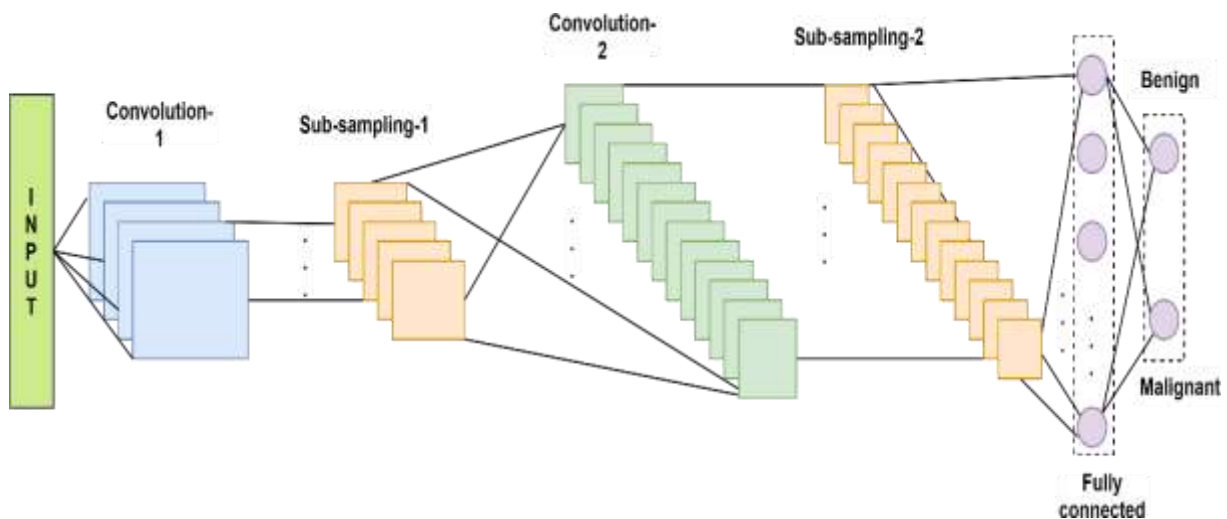 INPUT
Convolution-
1
Sub-sampling-1
Convolution-
2
Sub-sampling-2
Benign
Malignant
Fully
connected